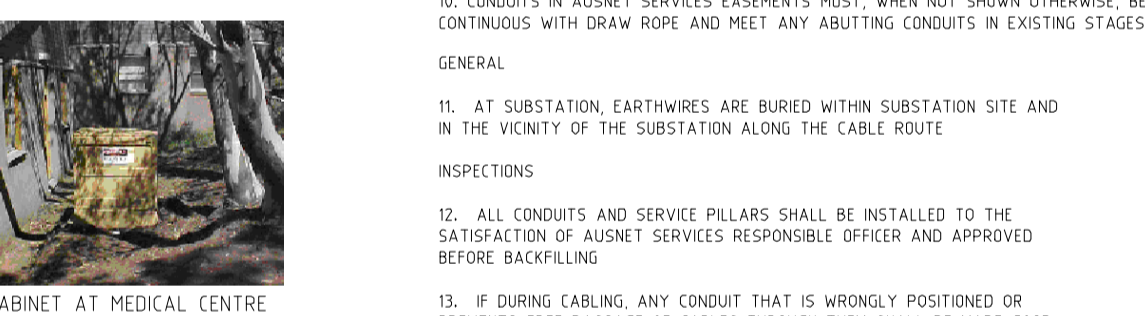 10. CONDUITS IN AUSNET SERVICES EASEMENTS MUST, WHEN NOT SHOWN OTHERWISE, BE
CONTINUOUS WITH DRAW ROPE AND MEET ANY ABUTTING CONDUITS IN EXISTING STAGES
GENERAL
11. AT SUBSTATION, EARTHWIRES ARE BURIED WITHIN SUBSTATION SITE AND
IN THE VICINITY OF THE SUBSTATION ALONG THE CABLE ROUTE
INSPECTIONS
12. ALL CONDUITS AND SERVICE PILLARS SHALL BE INSTALLED TO THE
SATISFACTION OF AUSNET SERVICES RESPONSIBLE OFFICER AND APPROVED
BEFORE BACKFILLING
13. IF DURING CABLING, ANY CONDUIT THAT IS WRONGLY POSITIONED OR
ABINET AT MEDICAL CENTRE